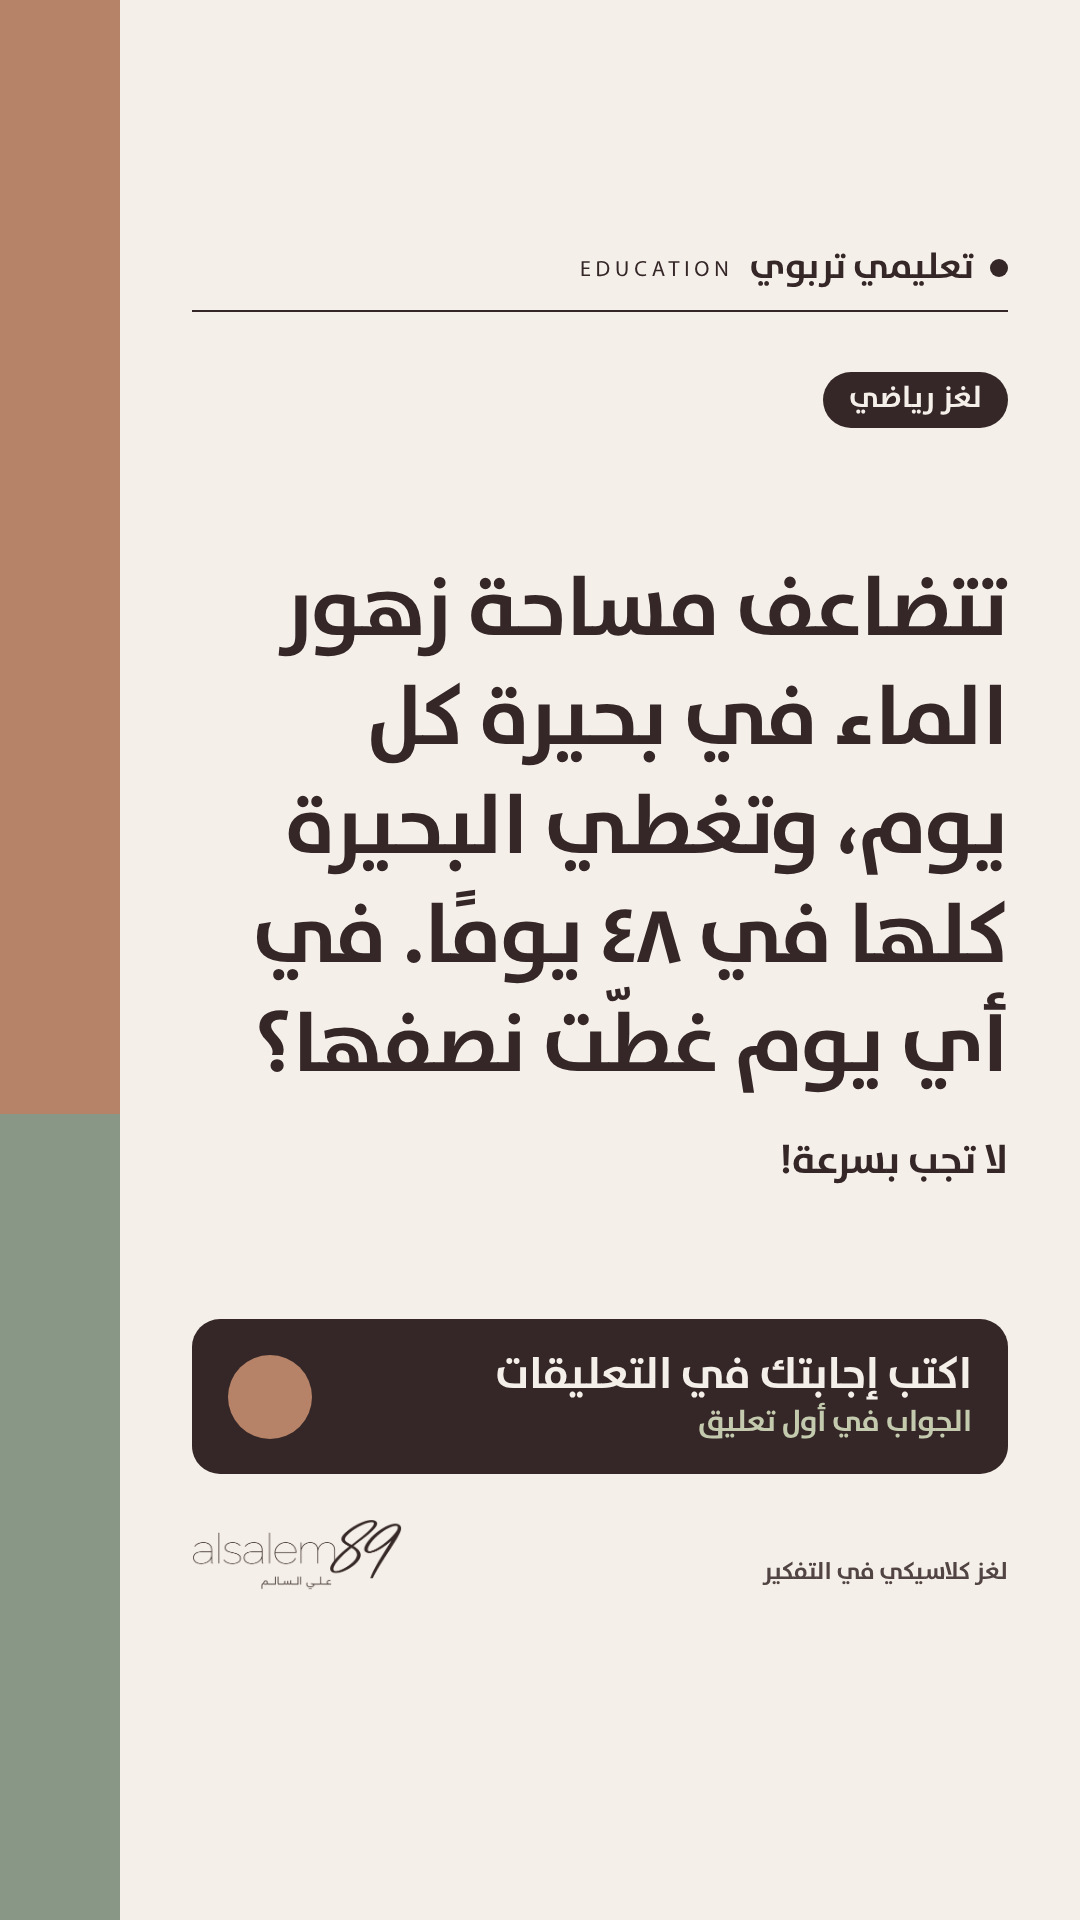 تعليمي تربوي EDUCATION
لغز رياضي
تتضاعف مساحة زهور
الماء في بحيرة كل
يوم، وتغطي البحيرة
كلها في ٤٨ يومًا. في
أي يوم غطّت نصفها؟
لا تجب بسرعة!
اكتب إجابتك في التعليقات
الجواب في أول تعليق
alsalem89
علي السالم
لغز كلاسيكي في التفكير